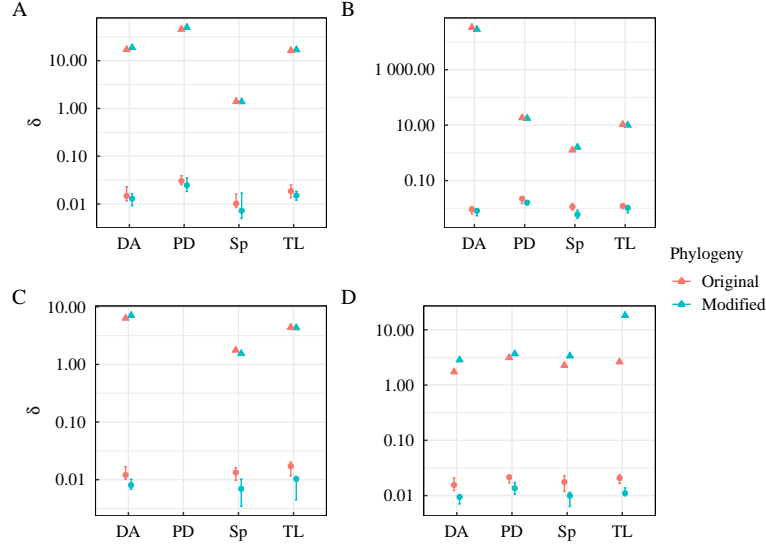 A
B
δ
10.00
1.00
0.10
0.01
DA PD Sp TL
1 000.00
10.00
0.10
DA PD Sp TL
Phylogeny
Original
Modified
C
D
δ
10.00
1.00
0.10
0.01
DA PD Sp TL
10.00
1.00
0.10
0.01
DA PD Sp TL